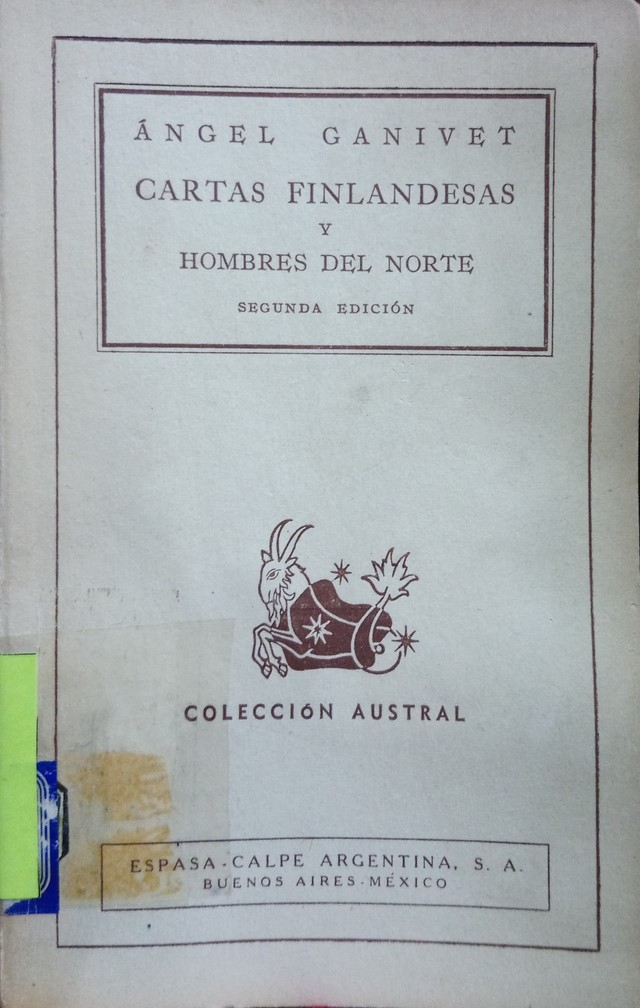 ÁNGEL GANIVET
CARTAS FINLANDESAS
Y
HOMBRES DEL NORTE
SEGUNDA EDICIÓN
COLECCIÓN AUSTRAL
ESPASA-CALPE ARGENTINA, S. A.
BUENOS AIRES-MÉXICO